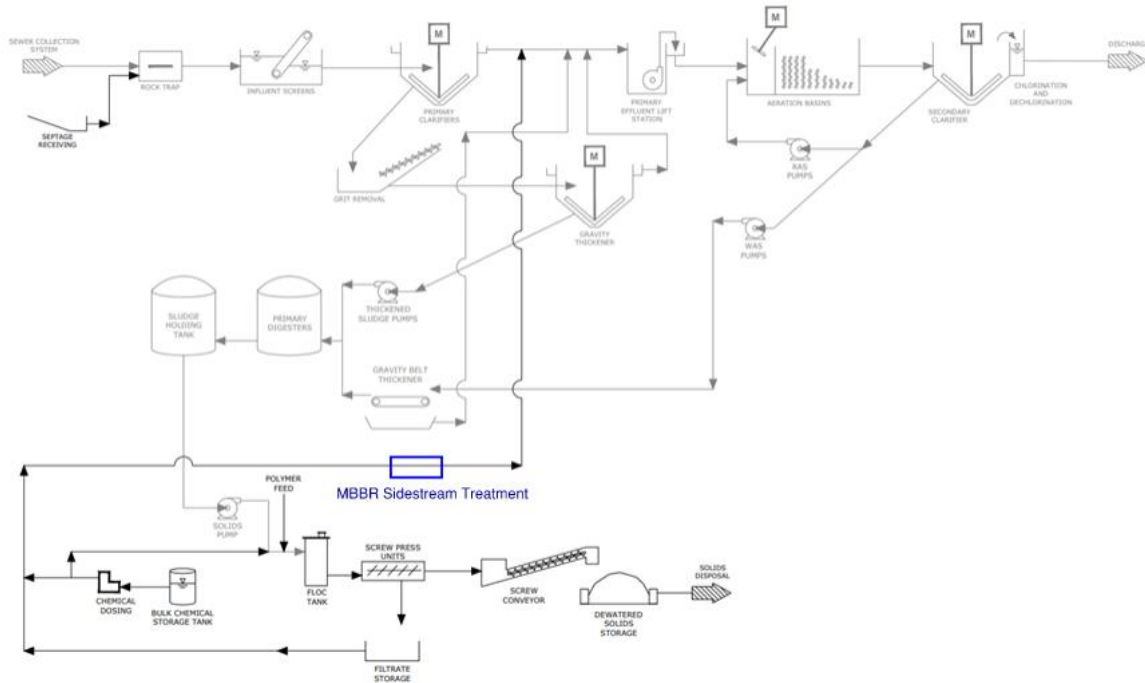 SEWER COLLECTION
SYSTEM
ROCK TRAP
INFLUENT SCREENS
M
PRIMARY
CLARIFIERS
PRIMARY
EFFLUENT LIFT
STATION
M
AERATION BASINS
M
SECONDARY
CLARIFIER
CHLORINATION
AND
DECHLORINATION
DISCHARG
SEPTAGE
RECEIVING
GRIT REMOVAL
M
GRAVITY
THICKENER
RAS
PUMPS
WAS
PUMPS
SLUDGE
HOLDING
TANK
PRIMARY
DIGESTERS
THICKENED
SLUDGE PUMPS
GRAVITY BELT
THICKENER
MBBR Sidestream Treatment
POLYMER
FEED
SOLIDS
PUMP
FLOC
TANK
SCREW PRESS
UNITS
SCREW
CONVEYOR
DEWATERED
SOLIDS
STORAGE
SOLIDS
DISPOSAL
CHEMICAL
DOSING
BULK CHEMICAL
STORAGE TANK
FILTRATE
STORAGE